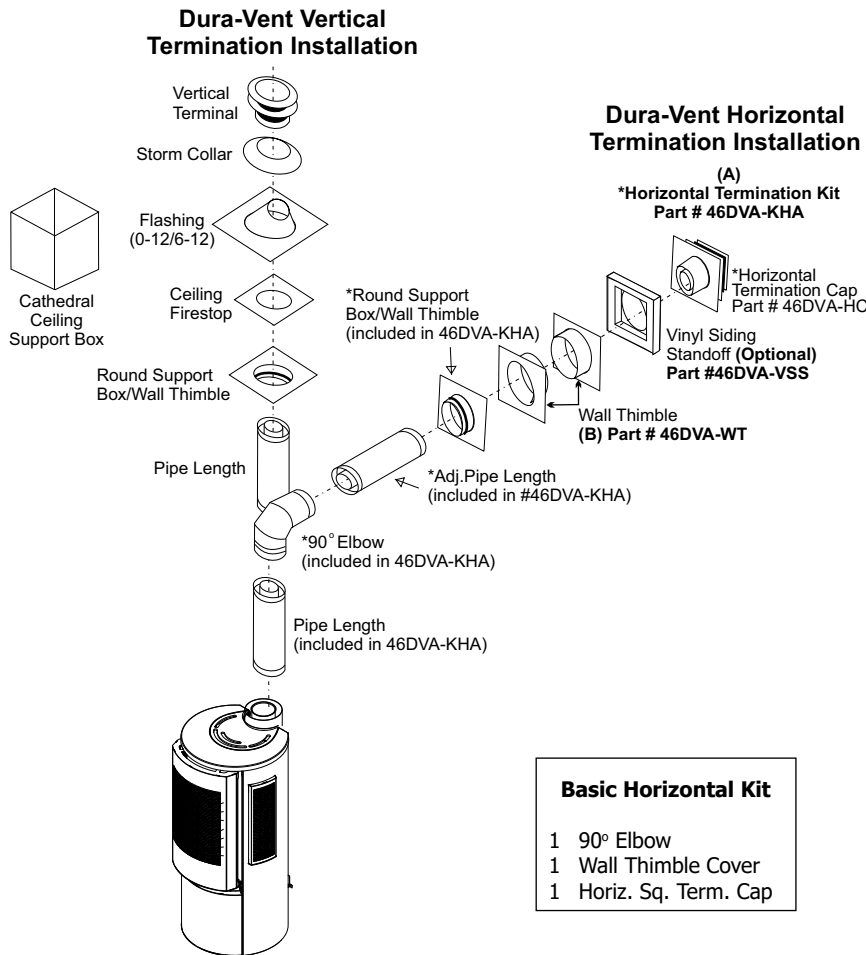 Dura-Vent Vertical
Termination Installation
Vertical
Terminal
Storm Collar
Flashing
(0-12/6-12)
Cathedral
Ceiling
Support Box
Ceiling
Firestop
Round Support
Box/Wall Thimble
Pipe Length
Dura-Vent Horizontal
Termination Installation
(A)
*Horizontal Termination Kit
Part # 46DVA-KHA
*Horizontal
Termination Cap
Part # 46DVA-HC
*Round Support
Box/Wall Thimble
(included in 46DVA-KHA)
Vinyl Siding
Standoff (Optional)
Part #46DVA-VSS
Wall Thimble
(B) Part # 46DVA-WT
*Adj.Pipe Length
(included in #46DVA-KHA)
*90° Elbow
(included in 46DVA-KHA)
Pipe Length
(included in 46DVA-KHA)
Basic Horizontal Kit
1 90º Elbow
1 Wall Thimble Cover
1 Horiz. Sq. Term. Cap